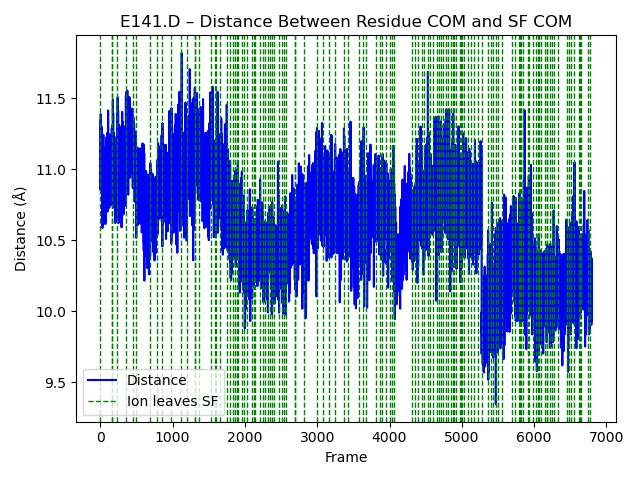 E141.D – Distance Between Residue COM and SF COM
Distance (Å)
11.5
11.0
10.5
10.0
9.5
Distance
Ion leaves SF
0 1000 2000 3000 4000 5000 6000 7000
Frame